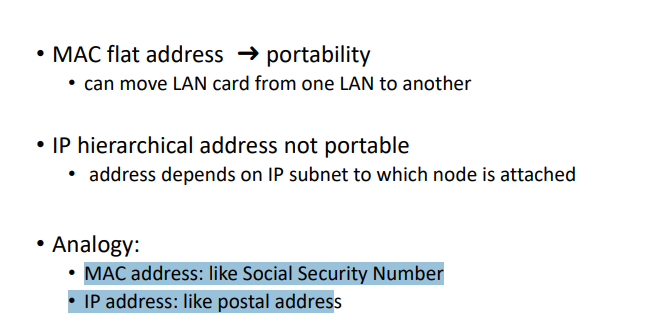 • MAC flat address ➔ portability
• can move LAN card from one LAN to another
• IP hierarchical address not portable
• address depends on IP subnet to which node is attached
• Analogy:
• MAC address: like Social Security Number
• IP address: like postal address